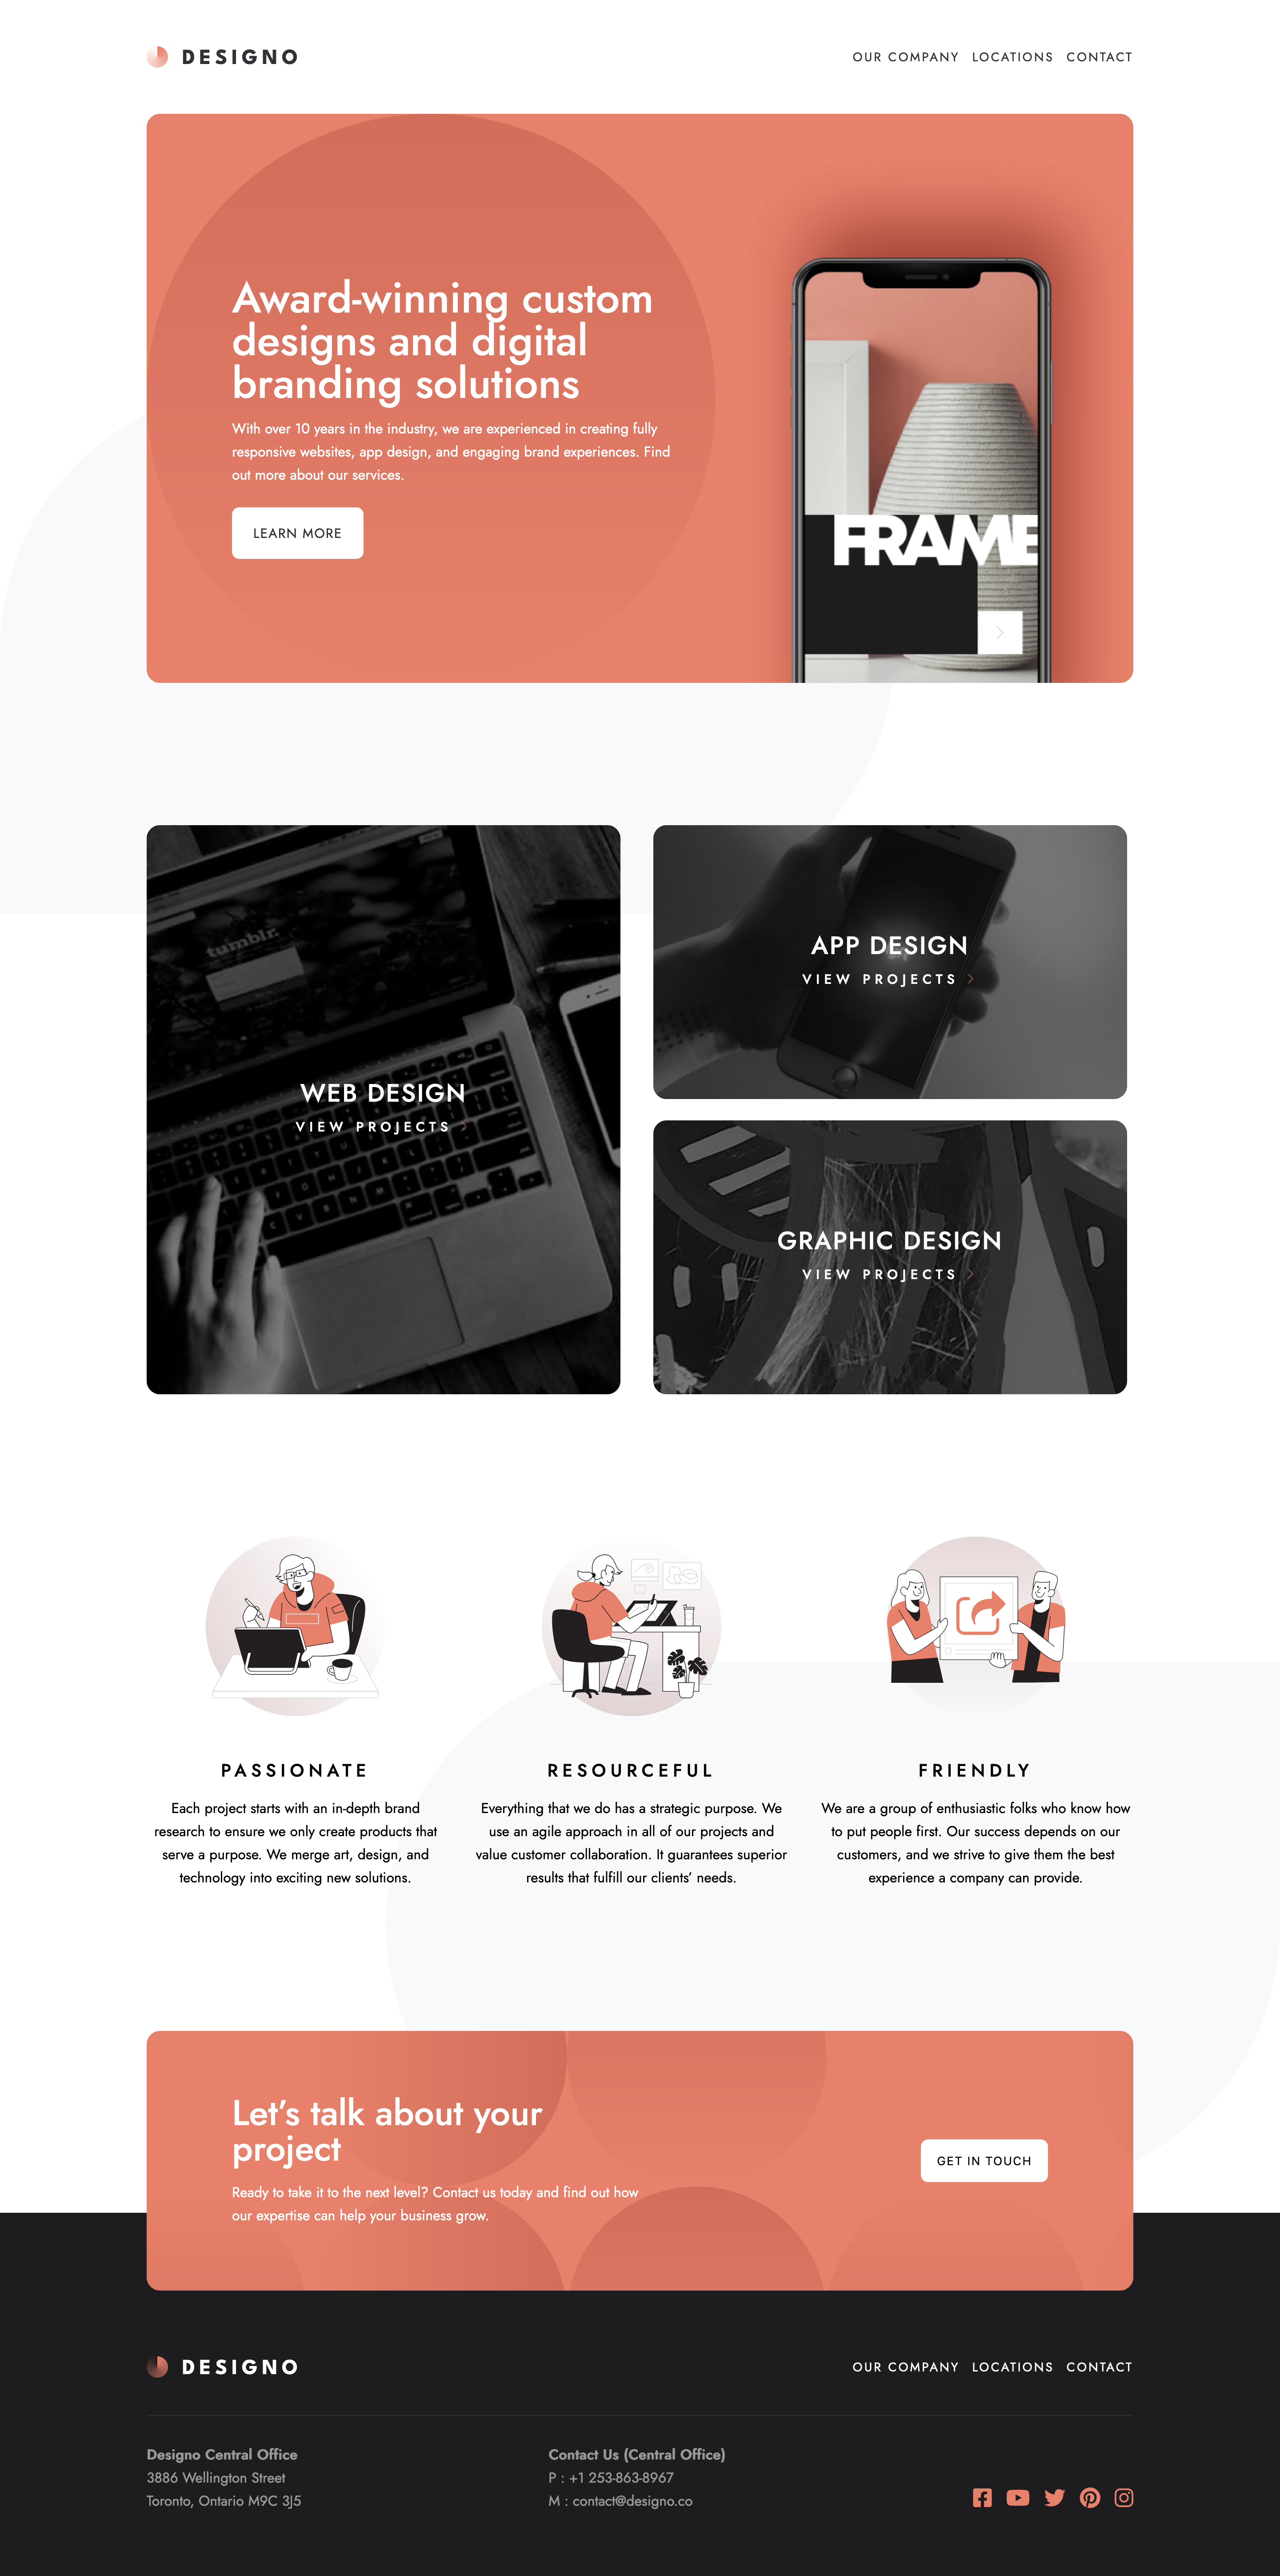 DESIGNO
OUR COMPANY LOCATIONS CONTACT
Award-winning custom
designs and digital
branding solutions
With over 10 years in the industry, we are experienced in creating fully
responsive websites, app design, and engaging brand experiences. Find
out more about our services.
LEARN MORE
FRAME
tumblr.
WEB DESIGN
VIEW PROJECTS
APP DESIGN
VIEW PROJECTS
GRAPHIC DESIGN
VIEW PROJECTS
PASSIONATE
Each project starts with an in-depth brand
research to ensure we only create products that
serve a purpose. We merge art, design, and
technology into exciting new solutions.
RESOURCEFUL
Everything that we do has a strategic purpose. We
use an agile approach in all of our projects and
value customer collaboration. It guarantees superior
results that fulfill our clients’ needs.
FRIENDLY
We are a group of enthusiastic folks who know how
to put people first. Our success depends on our
customers, and we strive to give them the best
experience a company can provide.
Let’s talk about your
project
Ready to take it to the next level? Contact us today and find out how
our expertise can help your business grow.
GET IN TOUCH
DESIGNO
OUR COMPANY LOCATIONS CONTACT
Designo Central Office
3886 Wellington Street
Toronto, Ontario M9C 3J5
Contact Us (Central Office)
P : +1 253-863-8967
M : contact@designo.co